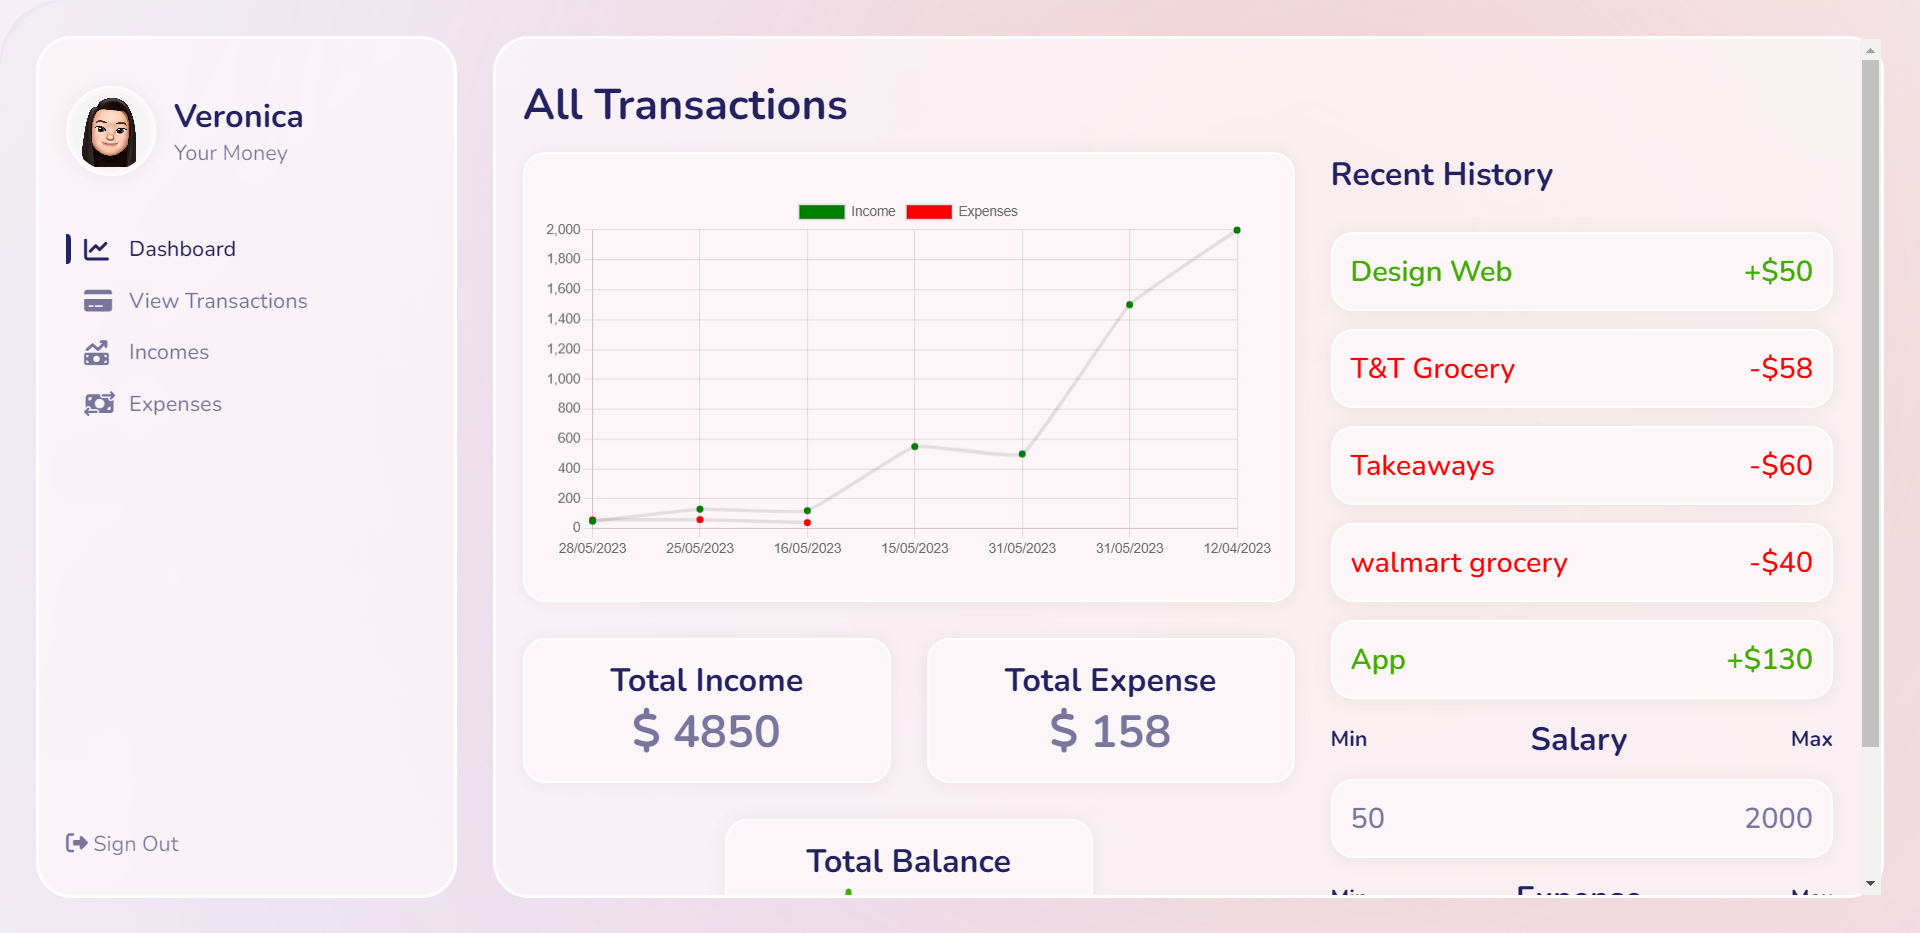 Veronica
Your Money
Dashboard
View Transactions
Incomes
Expenses
Sign Out
All Transactions
Income Expenses
2,000
1,800
1,600
1,400
1,200
1,000
800
600
400
200
0
28/05/2023 25/05/2023 16/05/2023 15/05/2023 31/05/2023 31/05/2023 12/04/2023
Total Income
$ 4850
Total Expense
$ 158
Total Balance
Recent History
Design Web +$50
T&T Grocery -$58
Takeaways -$60
walmart grocery -$40
App +$130
Min Salary Max
50 2000
Min Expense Max